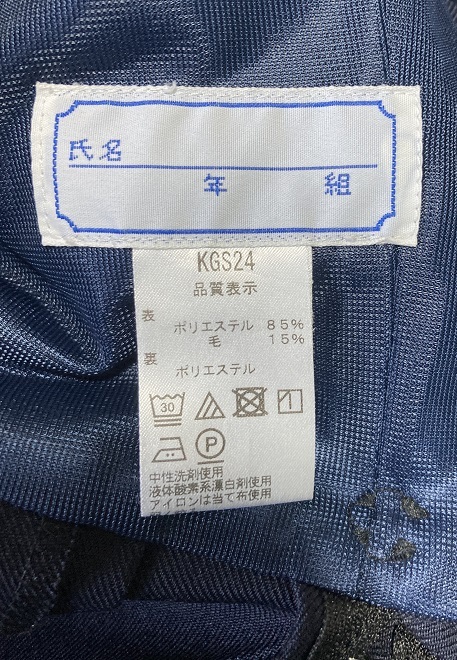 氏名
年 組
KGS24
品質表示
表
ポリエステル 85%
毛 15%
裏
ポリエステル
30
P
中性洗剤使用
液体酸素系漂白剤使用
アイロンは当て布使用